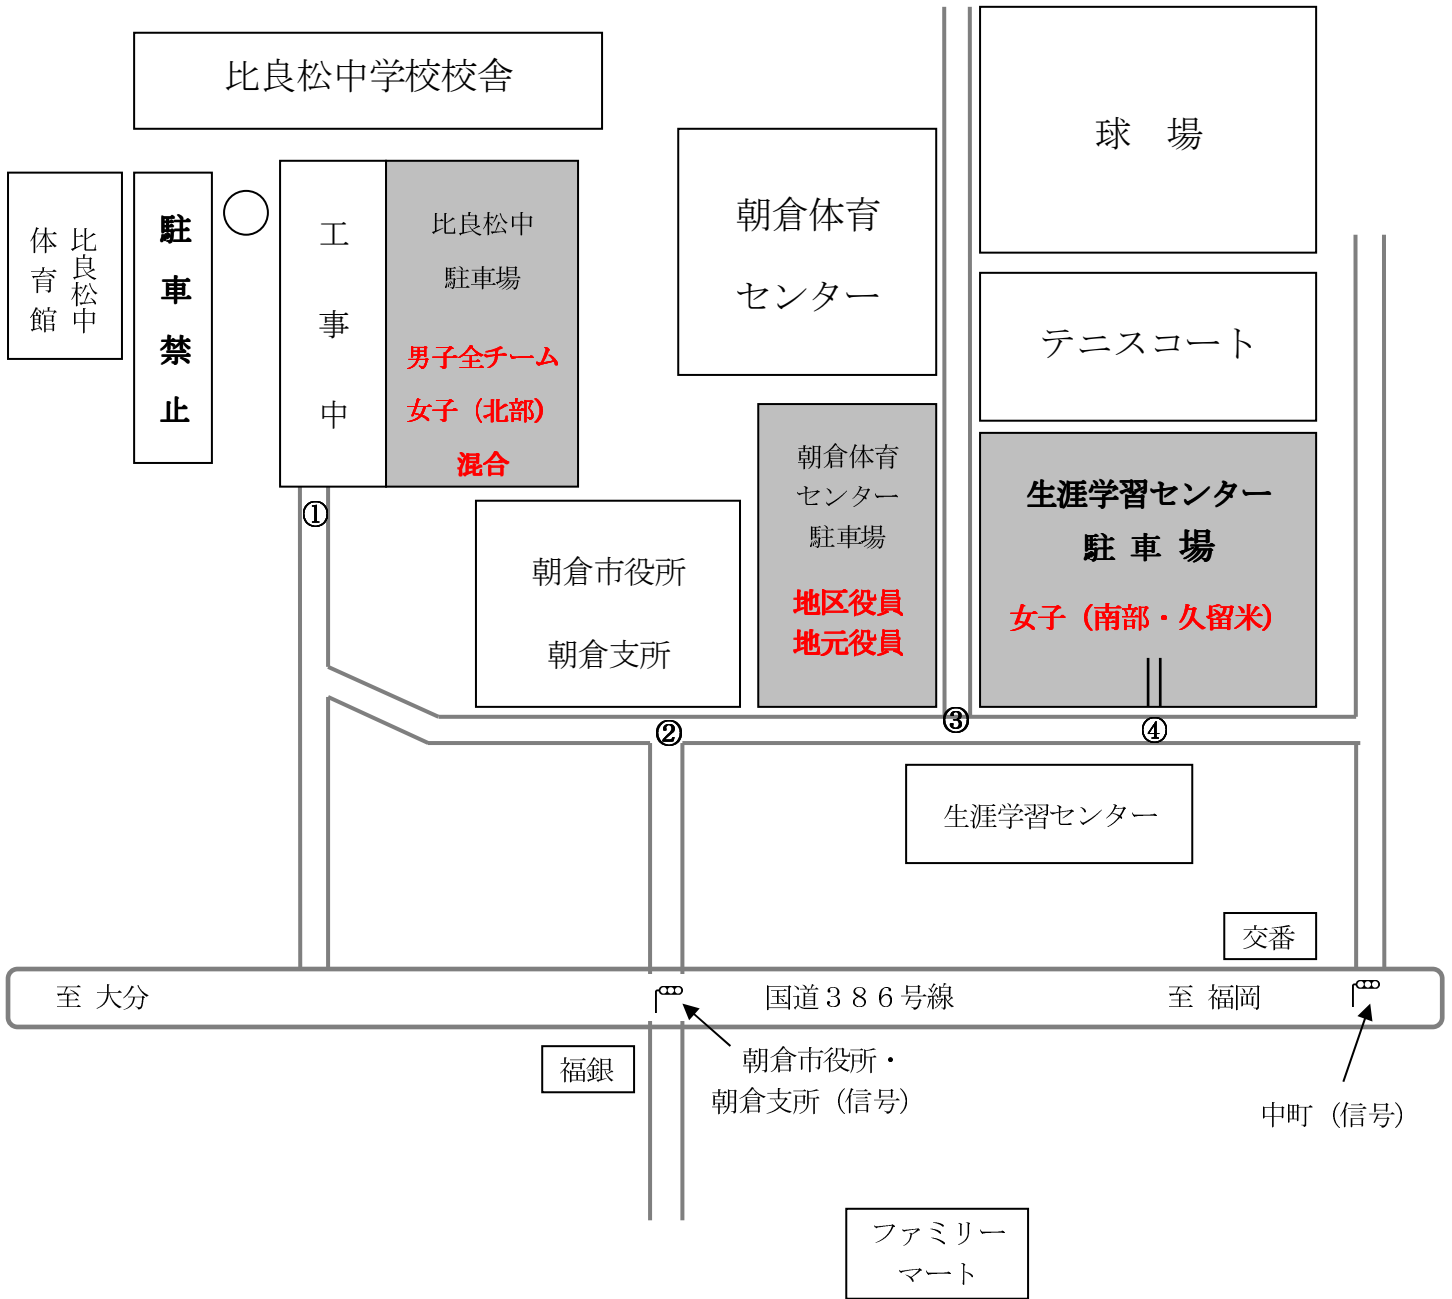 比良松中学校校舎
球　場
朝倉体育
センター
比良松中
体育館
駐車禁止
工事中
比良松中
駐車場
男子全チーム
女子（北部）
混合
テニスコート
朝倉体育
センター
駐車場
地区役員
地元役員
生涯学習センター
駐 車 場
女子（南部・久留米）
①
朝倉市役所
朝倉支所
②
③
④
生涯学習センター
交番
至 大分
国道３８６号線
至 福岡
福銀
朝倉市役所・
朝倉支所（信号）
中町（信号）
ファミリー
マート